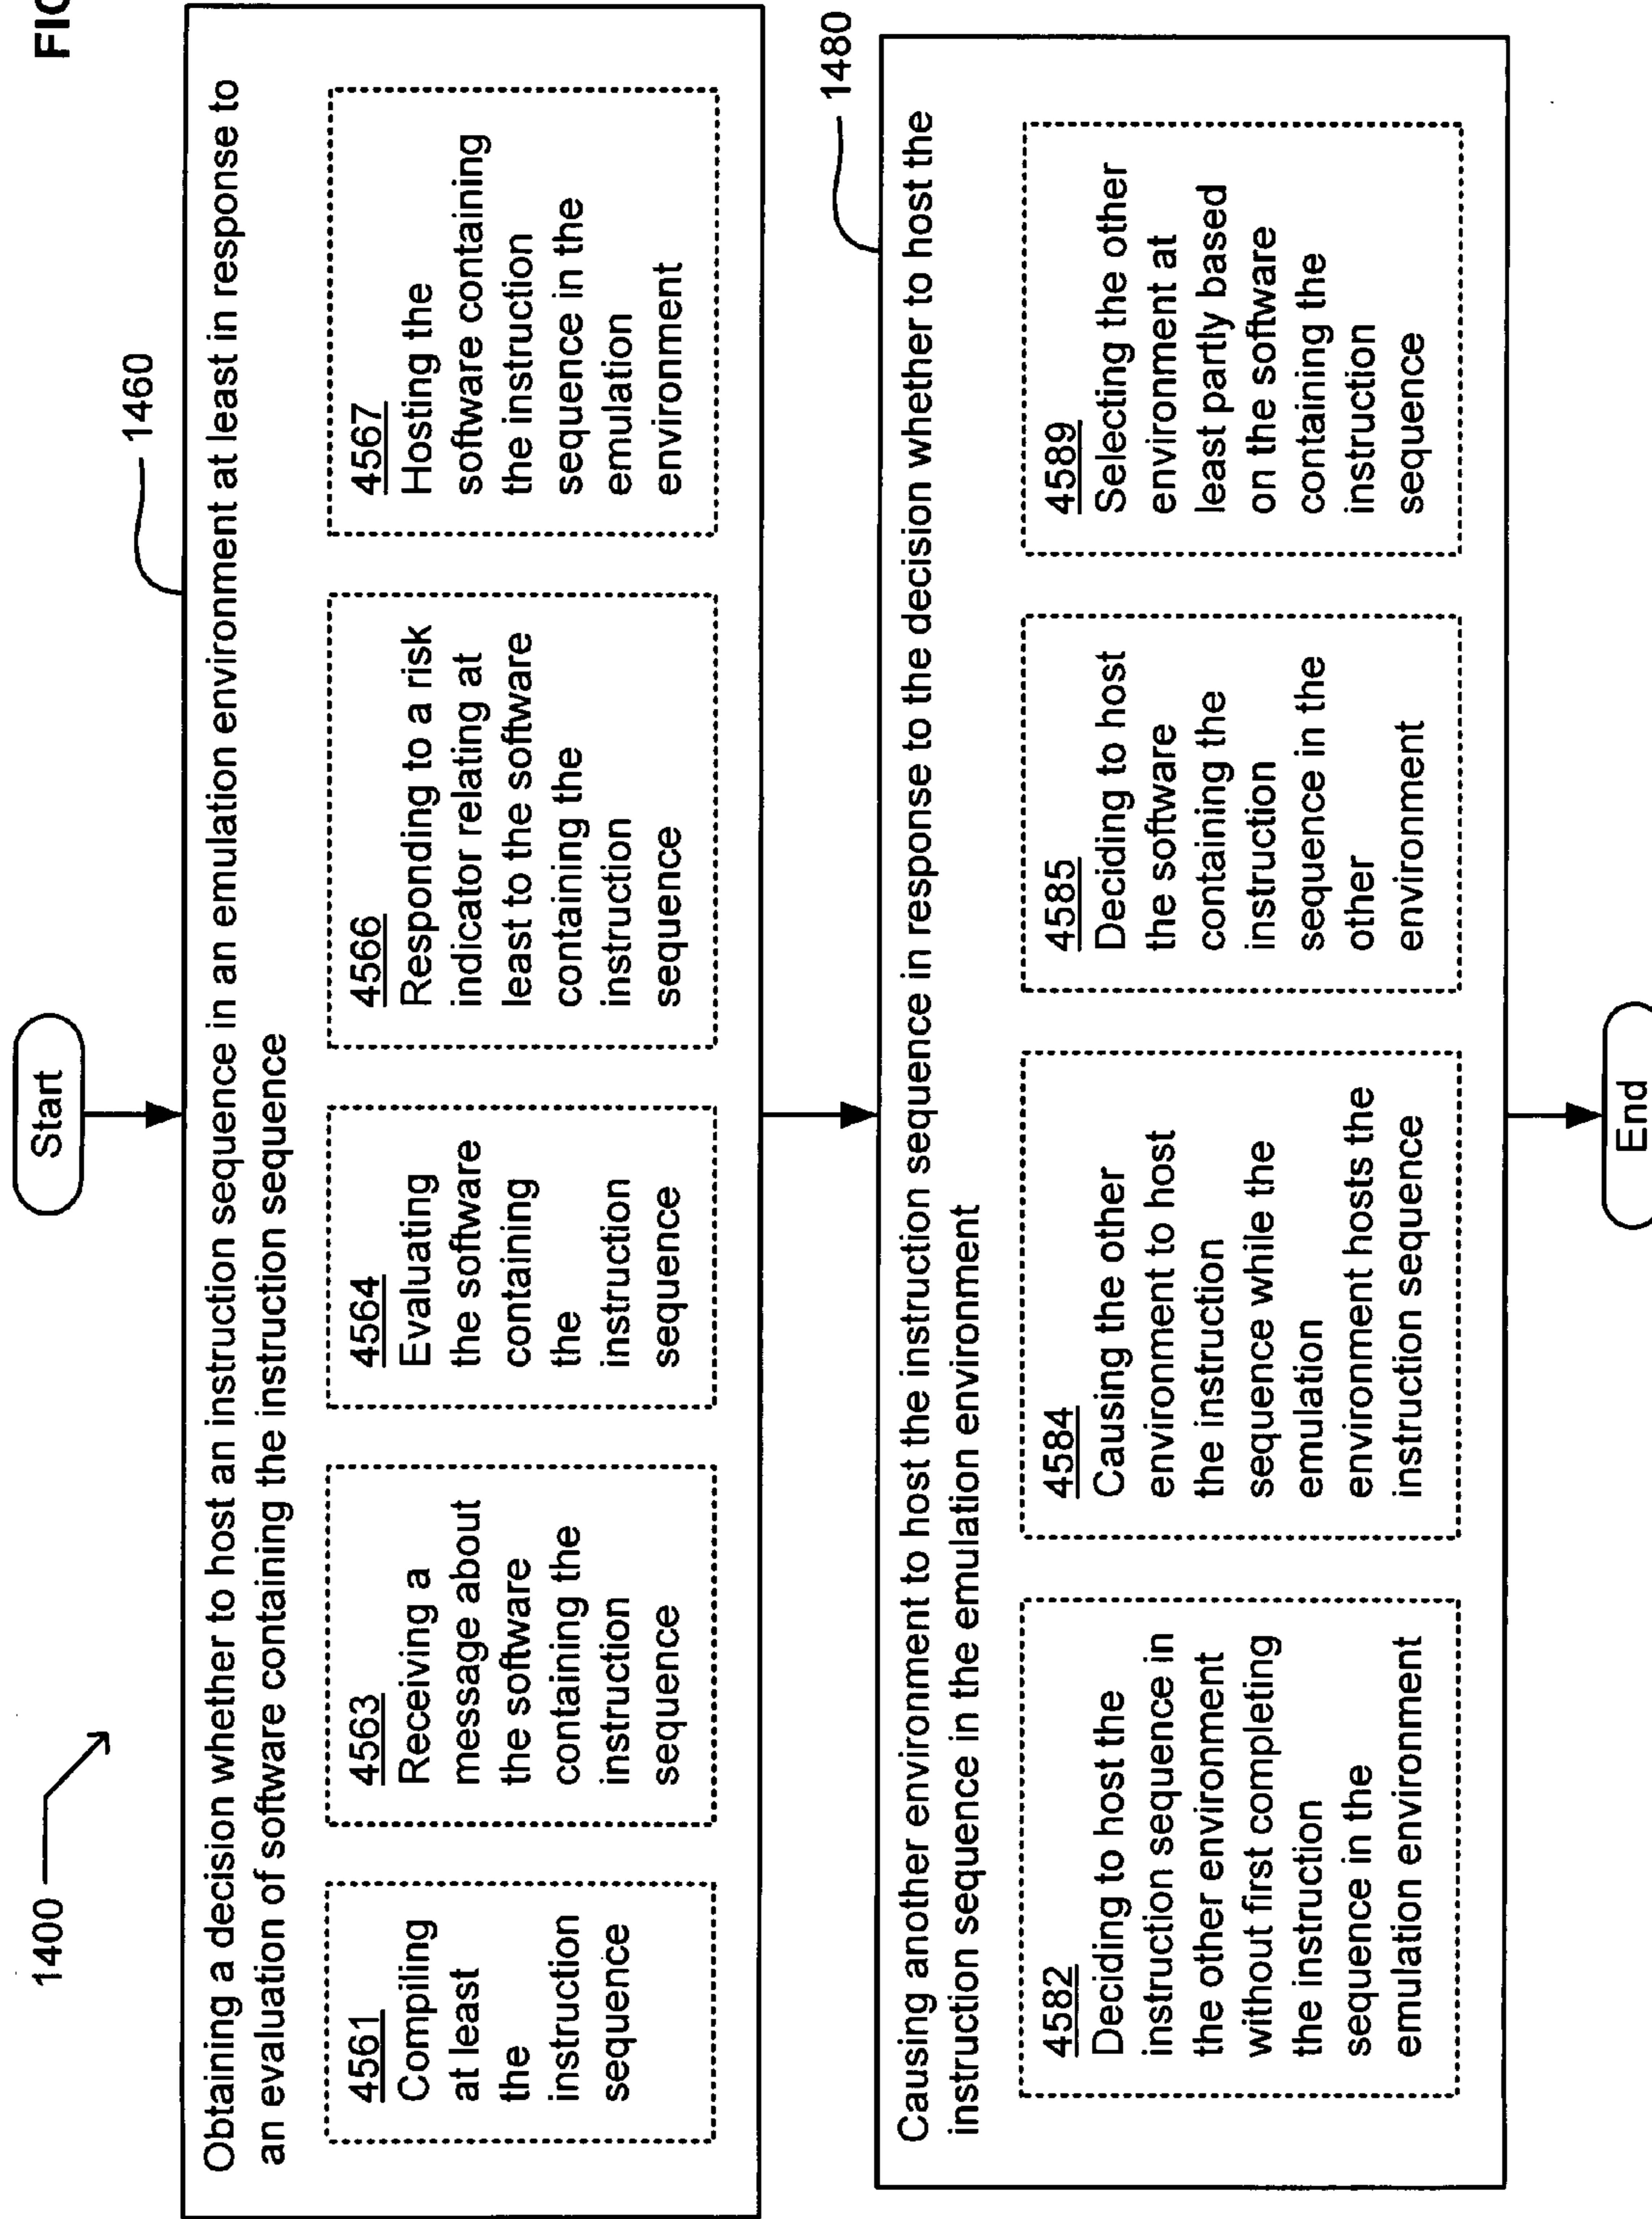 FIG
1400
Start
1460
Obtaining a decision whether to host an instruction sequence in an emulation environment at least in response to
an evaluation of software containing the instruction sequence
4561
Compiling
at least
the
instruction
sequence
4563
Receiving a
message about
the software
containing the
instruction
sequence
4564
Evaluating
the software
containing
the
instruction
sequence
4566
Responding to a risk
indicator relating at
least to the software
containing the
instruction
sequence
4567
Hosting the
software containing
the instruction
sequence in the
emulation
environment
1480
Causing another environment to host the instruction sequence in response to the decision whether to host the
instruction sequence in the emulation environment
4582
Deciding to host the
instruction sequence in
the other environment
without first completing
the instruction
sequence in the
emulation environment
4584
Causing the other
environment to host
the instruction
sequence while the
emulation
environment hosts the
instruction sequence
4585
Deciding to host
the software
containing the
instruction
sequence in the
other
environment
4589
Selecting the other
environment at
least partly based
on the software
containing the
instruction
sequence
End